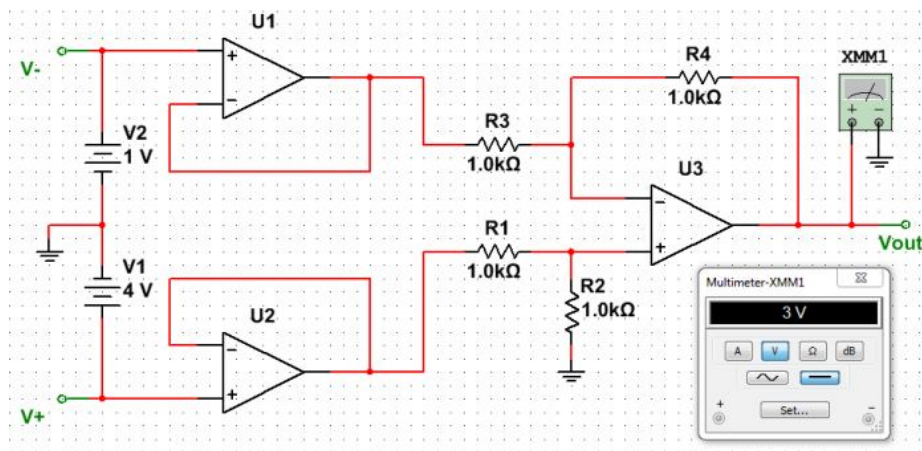 U1
V-
V2
1 V
R3
1.0kΩ
R4
1.0kΩ
XMM1
U3
V1
4 V
U2
V+
R1
1.0kΩ
R2
1.0kΩ
Vout
Multimeter-XMM1
3 V
A V Ω dB
Set...